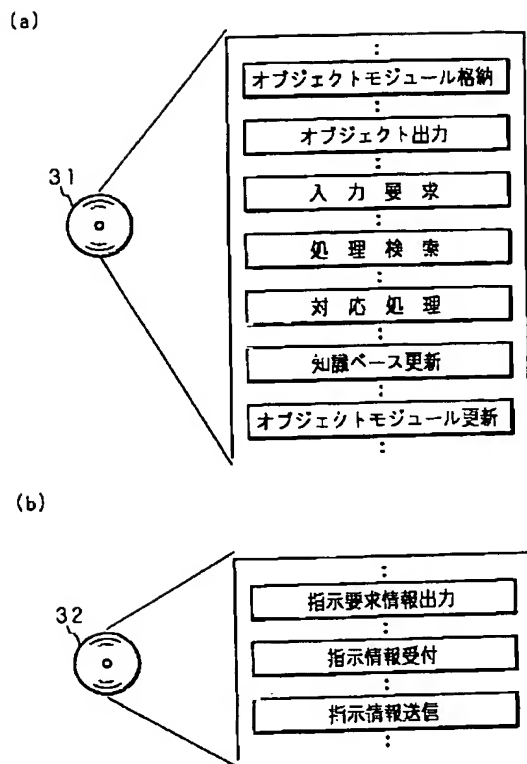 (a)
31
オブジェクトモジュール格納
オブジェクト出力
入力要求
処理検索
対応処理
知識ベース更新
オブジェクトモジュール更新
(b)
32
指示要求情報出力
指示情報受付
指示情報送信